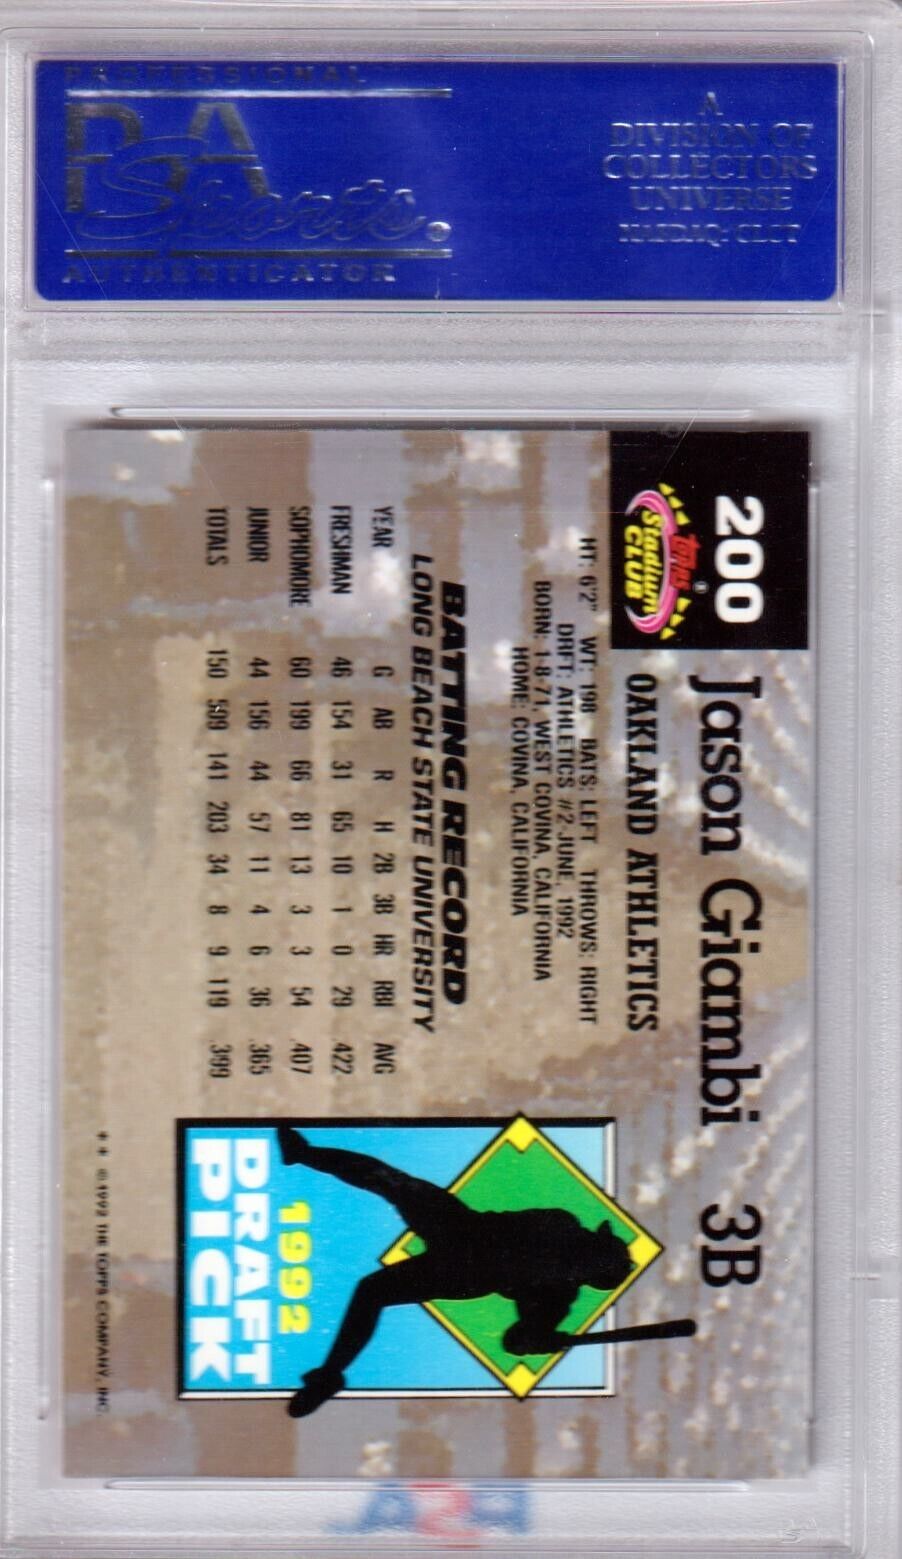 PROFESSIONAL
PSA
Sports
AUTHENTICATOR
A
DIVISION OF
COLLECTORS
UNIVERSE
NASDAQ: CLCT
200
Topps
Stadium
CLUB
Jason Giambi 3B
OAKLAND ATHLETICS
HT: 6'2" WT: 198 BATS: LEFT THROWS: RIGHT
DRFT: ATHLETICS #2-JUNE, 1992
BORN: 1-8-71, WEST COVINA, CALIFORNIA
HOME: COVINA, CALIFORNIA
BATTING RECORD
LONG BEACH STATE UNIVERSITY
YEAR G AB R H 2B 3B HR RBI AVG
FRESHMAN 46 154 31 65 10 1 0 29 .422
SOPHOMORE 60 199 66 81 13 3 3 54 .407
JUNIOR 44 156 44 57 11 4 6 36 .365
TOTALS 150 509 141 203 34 8 9 119 .399
1992
DRAFT
PICK
** © 1992 THE TOPPS COMPANY, INC.
PSA